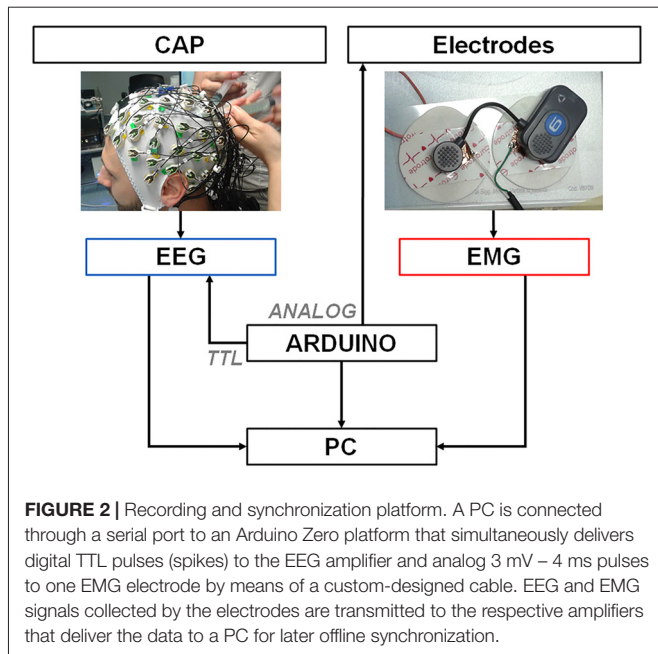 CAP
Electrodes
6
EEG
EMG
ANALOG
TTL
ARDUINO
PC
FIGURE 2 | Recording and synchronization platform. A PC is connected
through a serial port to an Arduino Zero platform that simultaneously delivers
digital TTL pulses (spikes) to the EEG amplifier and analog 3 mV – 4 ms pulses
to one EMG electrode by means of a custom-designed cable. EEG and EMG
signals collected by the electrodes are transmitted to the respective amplifiers
that deliver the data to a PC for later offline synchronization.